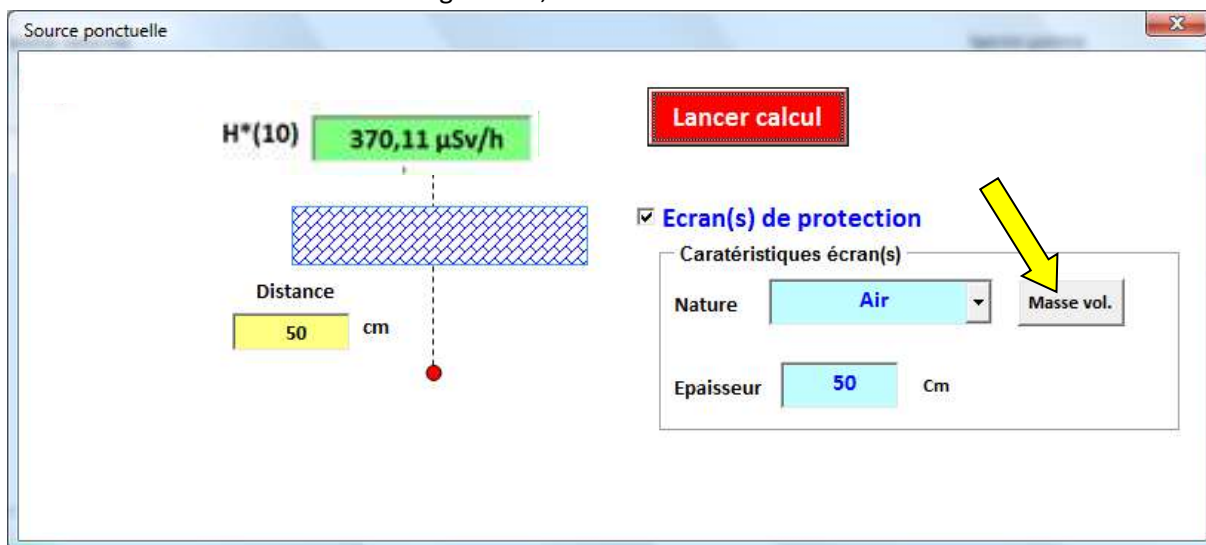 Source ponctuelle
H*(10) 370,11 µSv/h
Lancer calcul
Ecran(s) de protection
Caratéristiques écran(s)
Nature Air Masse vol.
Distance
50 cm
Epaisseur 50 Cm